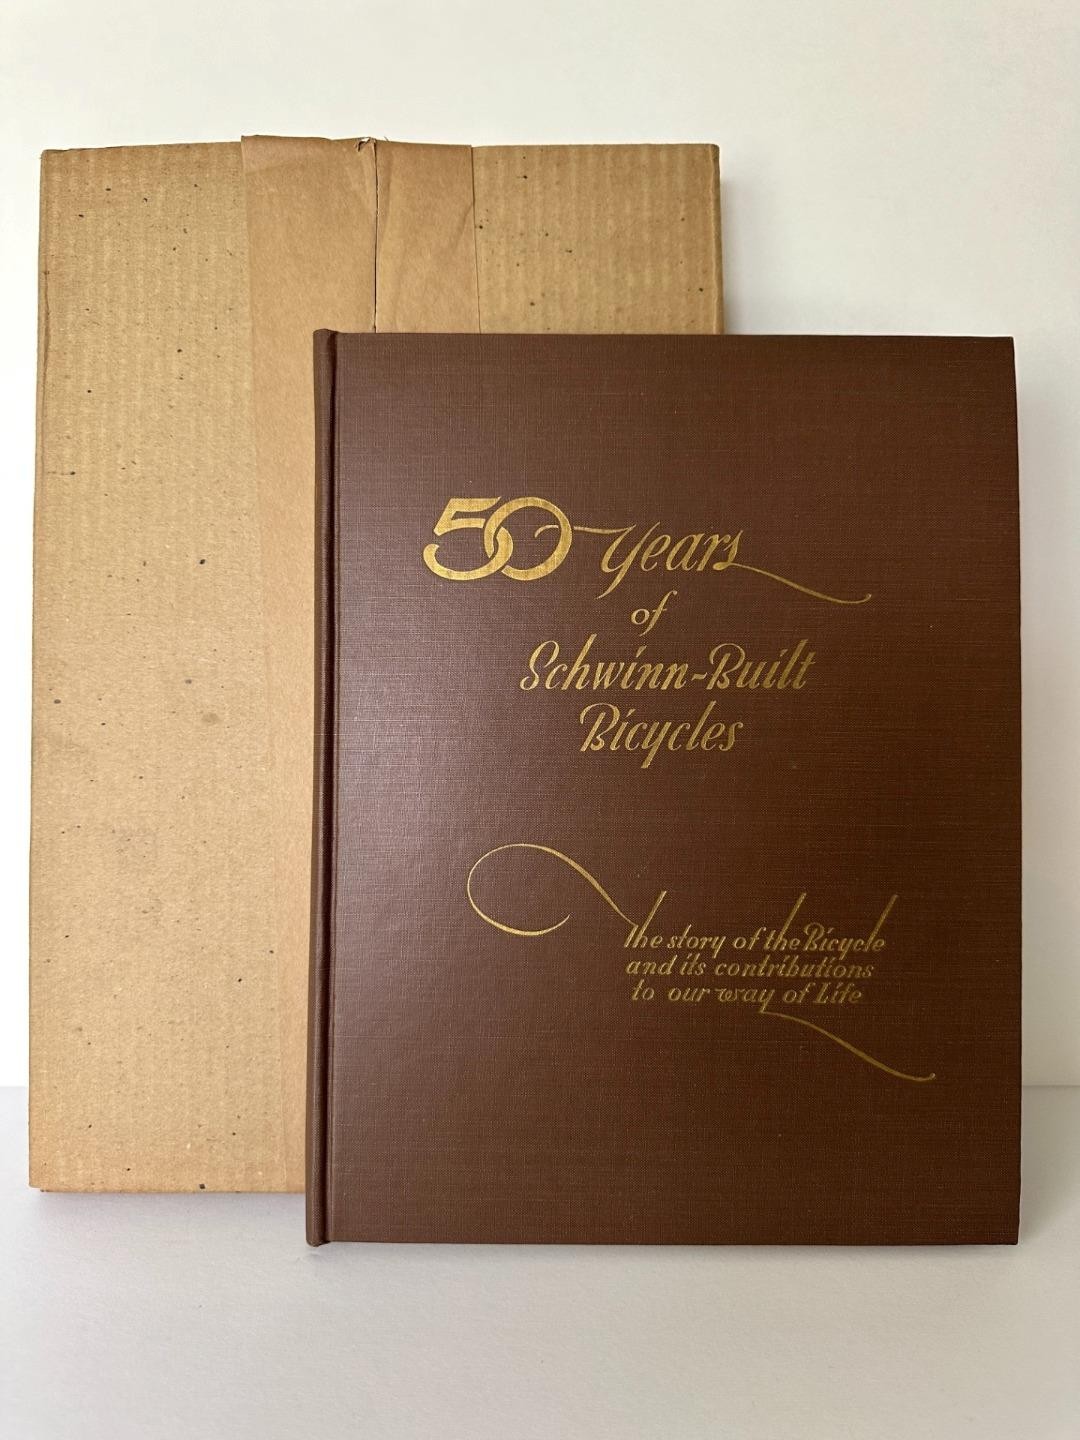 50 Years
of
Schwinn-Built
Bicycles
The story of the Bicycle
and its contributions
to our way of Life